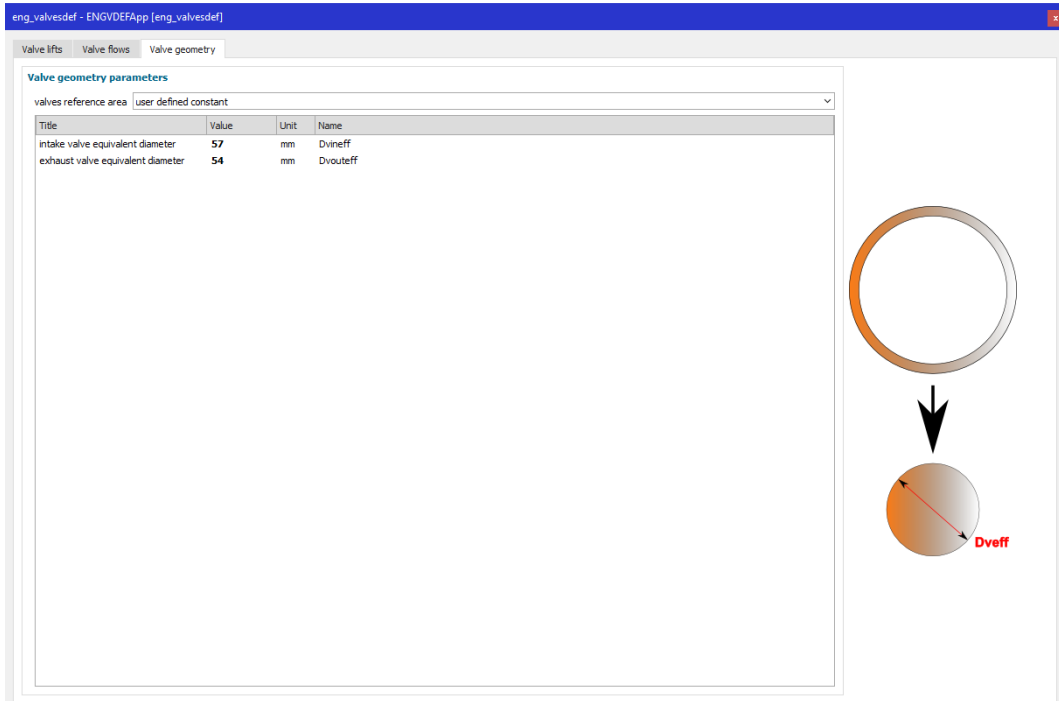 eng_valvesdef - ENGVDEFApp [eng_valvesdef]
x
Valve lifts Valve flows Valve geometry
Valve geometry parameters
valves reference area user defined constant
Title Value Unit Name
intake valve equivalent diameter 57 mm Dvineff
exhaust valve equivalent diameter 54 mm Dvouteff
Dveff